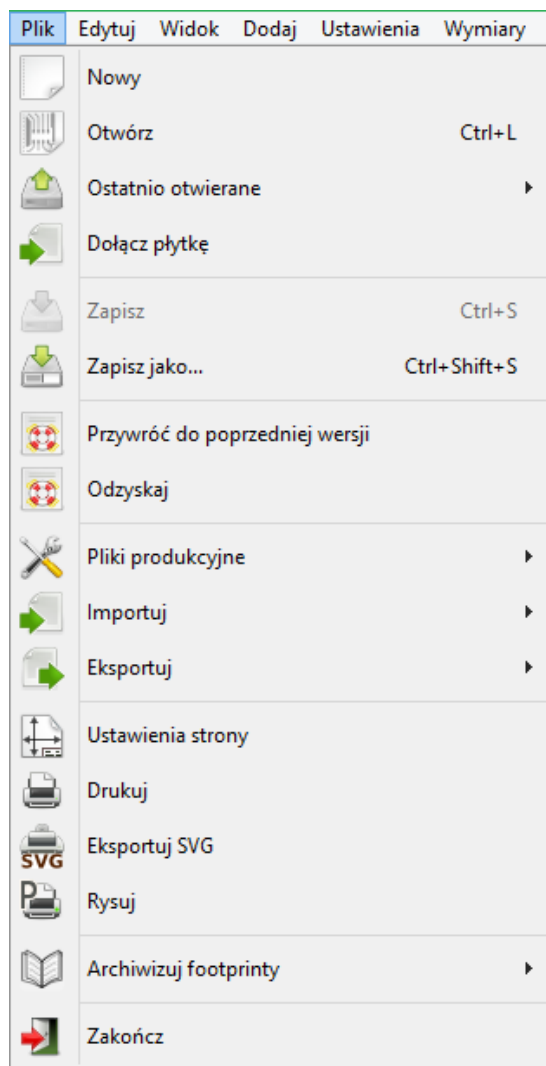 Plik Edytuj Widok Dodaj Ustawienia Wymiary
Nowy
Otwórz Ctrl+L
Ostatnio otwierane
Dołącz płytkę
Zapisz Ctrl+S
Zapisz jako... Ctrl+Shift+S
Przywróć do poprzedniej wersji
Odzyskaj
Pliki produkcyjne
Importuj
Eksportuj
Ustawienia strony
Drukuj
SVG Eksportuj SVG
P Rysuj
Archiwizuj footprinty
Zakończ